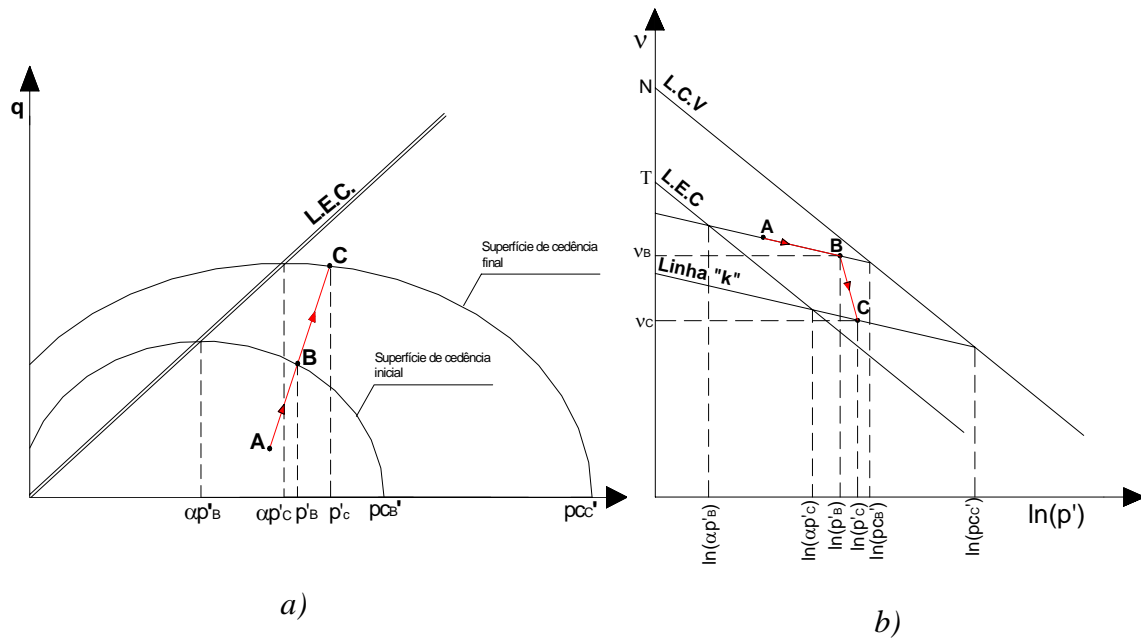 q
L.E.C.
C
Superfície de cedência
final
B
Superfície de cedência
inicial
A
αp'B
αp'C
p'B
p'c
pcB'
pcC'
a)
ν
N
L.C.V
T
L.E.C
A
B
νB
Linha "k"
C
νC
ln(αp'B)
ln(αp'C)
ln(p'B)
ln(p'C)
ln(pcB')
ln(pcC')
ln(p')
b)